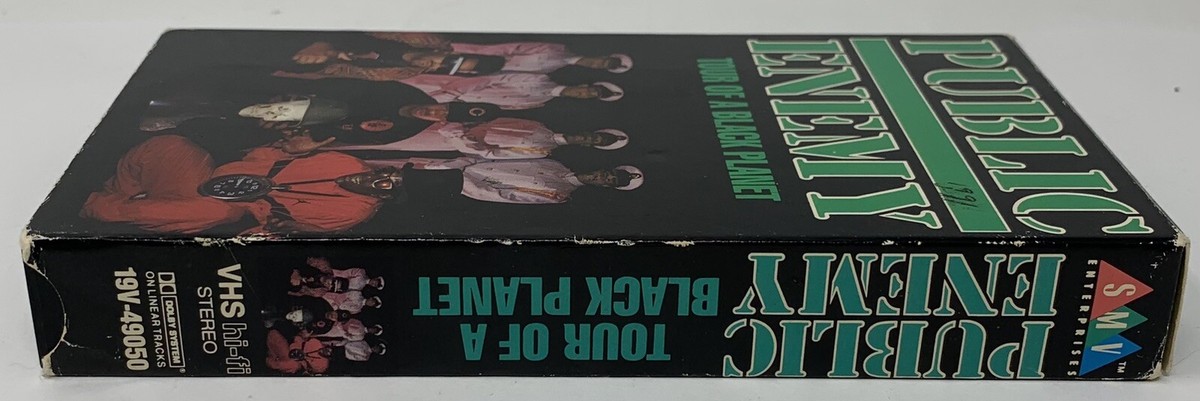 PUBLIC
ENEMY
TOUR OF A BLACK PLANET
SMV
ENTERPRISES
TM
PUBLIC
ENEMY
TOUR OF A
BLACK PLANET
VHS hi-fi
STEREO
DOLBY SYSTEM®
ON LINEAR TRACKS
19V-49050